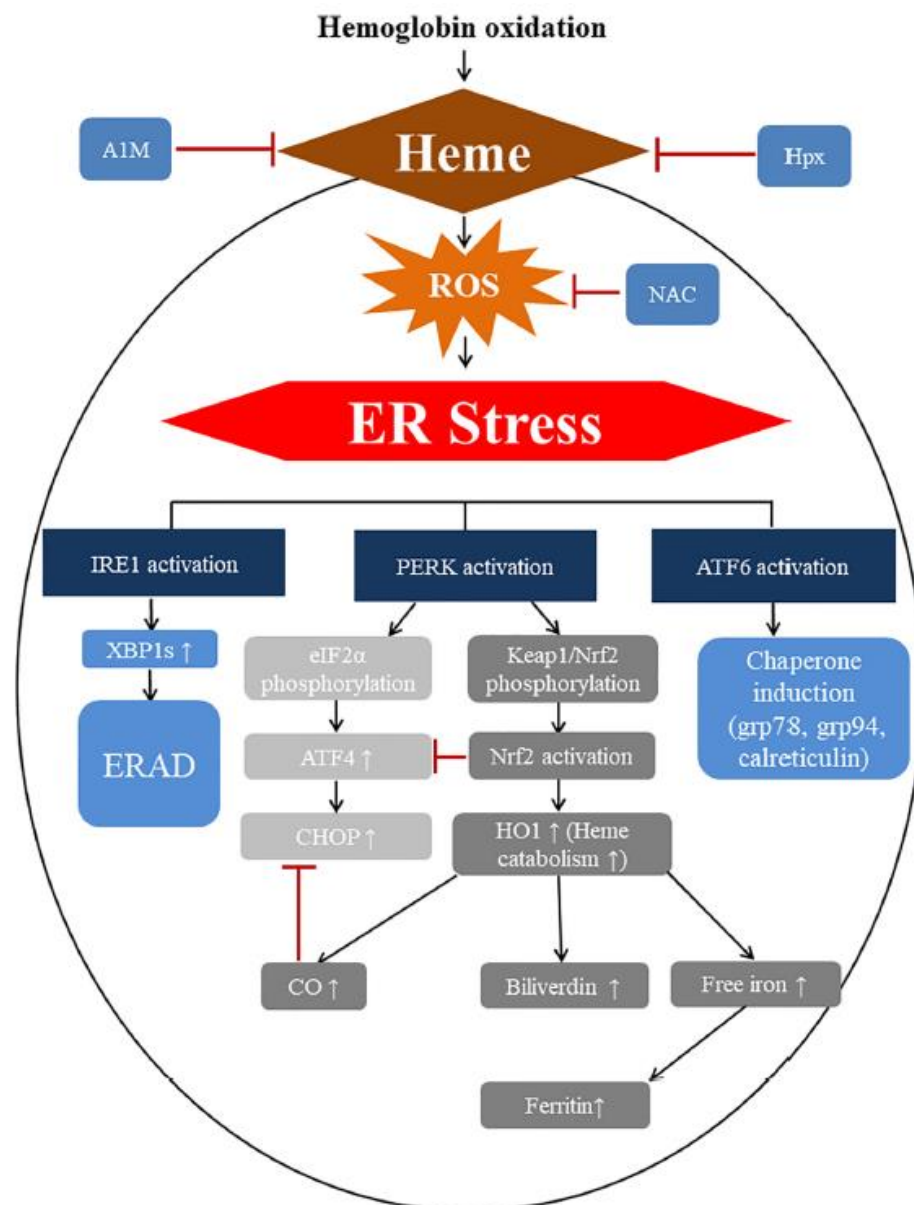 Hemoglobin oxidation
A1M
Heme
Hpx
ROS
NAC
ER Stress
IRE1 activation
PERK activation
ATF6 activation
XBP1s ↑
eIF2α
phosphorylation
Keap1/Nrf2
phosphorylation
Chaperone
induction
(grp78, grp94,
calreticulin)
ERAD
ATF4 ↑
Nrf2 activation
CHOP ↑
HO1 ↑ (Heme
catabolism ↑)
CO ↑
Biliverdin ↑
Free iron ↑
Ferritin↑